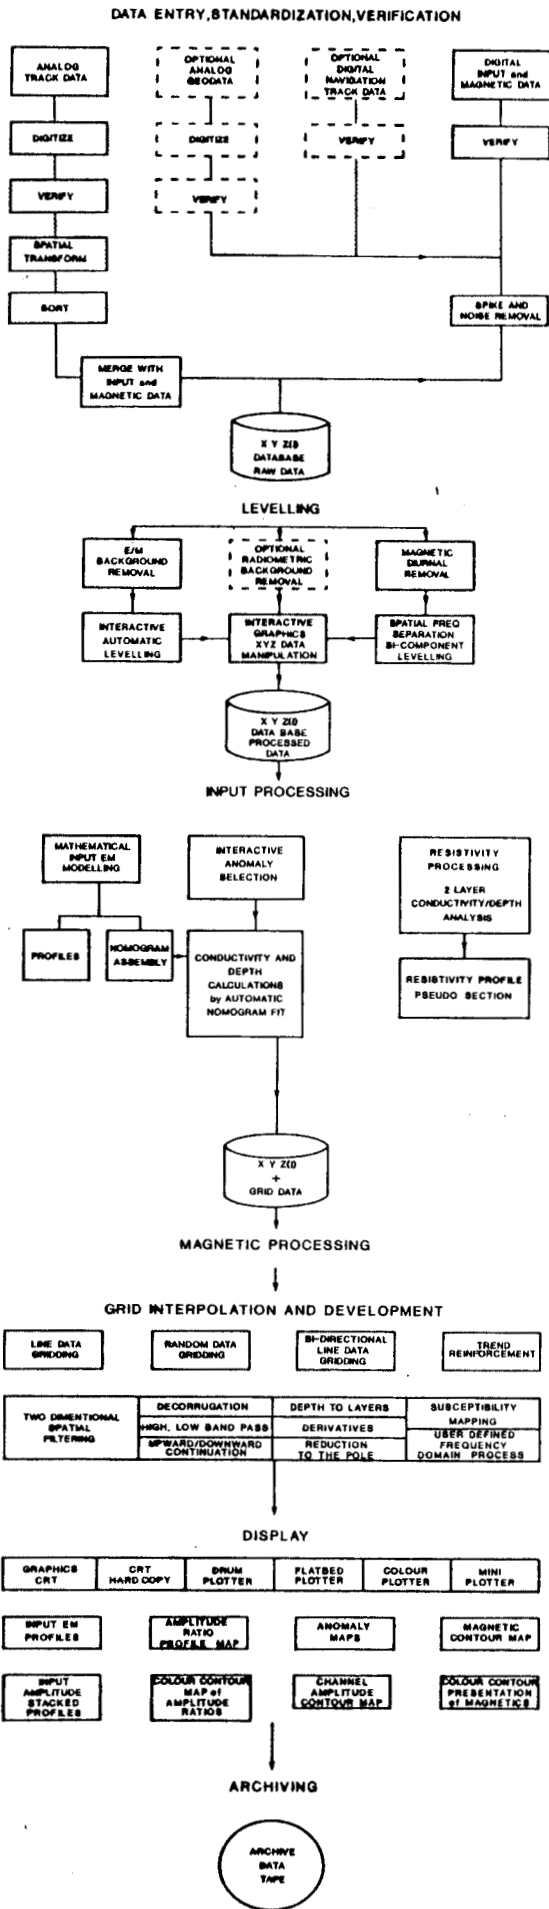 DATA ENTRY,STANDARDIZATION,VERIFICATION
ANALOG
TRACK DATA
OPTIONAL
ANALOG
GEODATA
OPTIONAL
DIGITAL
NAVIGATION
TRACK DATA
DIGITAL
INPUT and
MAGNETIC DATA
DIGITIZE
DIGITIZE
VERIFY
VERIFY
VERIFY
VERIFY
SPATIAL
TRANSFORM
SORT
SPIKE AND
NOISE REMOVAL
MERGE WITH
INPUT and
MAGNETIC DATA
X Y Z(I)
DATABASE
RAW DATA
LEVELLING
E/M
BACKGROUND
REMOVAL
OPTIONAL
RADIOMETRIC
BACKGROUND
REMOVAL
MAGNETIC
DIURNAL
REMOVAL
INTERACTIVE
AUTOMATIC
LEVELLING
INTERACTIVE
GRAPHICS
XYZ DATA
MANIPULATION
SPATIAL FREQ
SEPARATION
BI-COMPONENT
LEVELLING
X Y Z(I)
DATA BASE
PROCESSED
DATA
INPUT PROCESSING
MATHEMATICAL
INPUT EM
MODELLING
INTERACTIVE
ANOMALY
SELECTION
RESISTIVITY
PROCESSING
2 LAYER
CONDUCTIVITY/DEPTH
ANALYSIS
PROFILES
NOMOGRAM
ASSEMBLY
CONDUCTIVITY AND
DEPTH
CALCULATIONS
by AUTOMATIC
NOMOGRAM FIT
RESISTIVITY PROFILE
PSEUDO SECTION
X Y Z(I)
+
GRID DATA
MAGNETIC PROCESSING
GRID INTERPOLATION AND DEVELOPMENT
LINE DATA
GRIDDING
RANDOM DATA
GRIDDING
BI-DIRECTIONAL
LINE DATA
GRIDDING
TREND
REINFORCEMENT
TWO DIMENTIONAL
SPATIAL
FILTERING
DECORRUGATION
HIGH, LOW BAND PASS
UPWARD/DOWNWARD
CONTINUATION
DEPTH TO LAYERS
DERIVATIVES
REDUCTION
TO THE POLE
SUSCEPTIBILITY
MAPPING
USER DEFINED
FREQUENCY
DOMAIN PROCESS
DISPLAY
GRAPHICS
CRT
CRT
HARD COPY
DRUM
PLOTTER
FLATBED
PLOTTER
COLOUR
PLOTTER
MINI
PLOTTER
INPUT EM
PROFILES
AMPLITUDE
RATIO
PROFILE MAP
ANOMALY
MAPS
MAGNETIC
CONTOUR MAP
INPUT
AMPLITUDE
STACKED
PROFILES
COLOUR CONTOUR
MAP of
AMPLITUDE
RATIOS
CHANNEL
AMPLITUDE
CONTOUR MAP
COLOUR CONTOUR
PRESENTATION
of MAGNETICS
ARCHIVING
ARCHIVE
DATA
TAPE